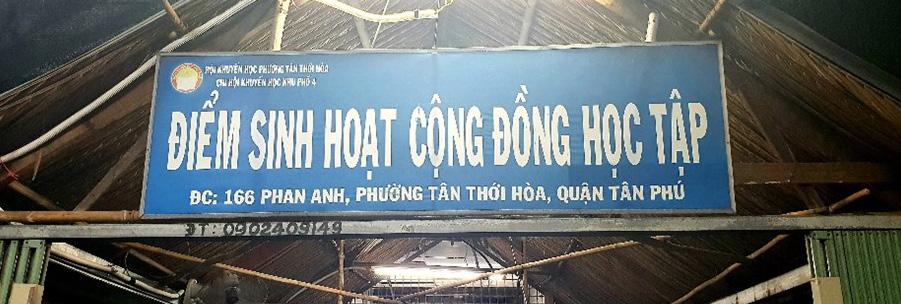 HỘI KHUYẾN HỌC PHƯỜNG TÂN THỚI HÒA
CHI HỘI KHUYẾN HỌC KHU PHỐ 4
ĐIỂM SINH HOẠT CỘNG ĐỒNG HỌC TẬP
ĐC: 166 PHAN ANH, PHƯỜNG TÂN THỚI HÒA, QUẬN TÂN PHÚ
ĐT: 0902409149